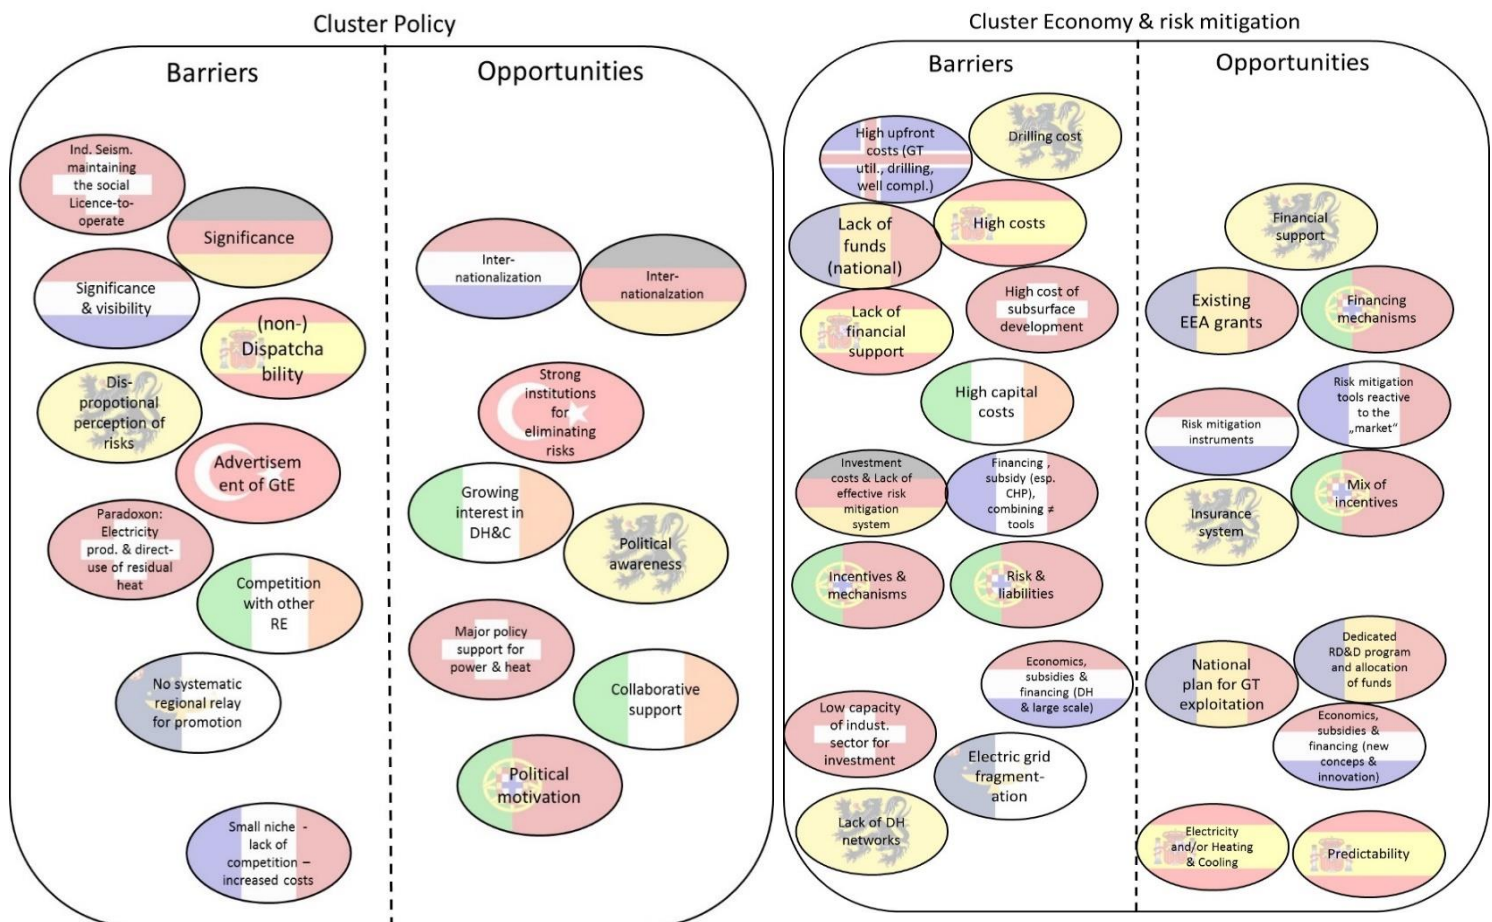 Cluster Policy
Barriers
Ind. Seism.
maintaining
the social
Licence-to-
operate
Significance
Significance
& visibility
(non-)
Dispatcha
bility
Dis-
propotional
perception of
risks
Advertisem
ent of GtE
Paradoxon:
Electricity
prod. & direct-
use of residual
heat
Competition
with other
RE
No systematic
regional relay
for promotion
Small niche -
lack of
competition –
increased costs
Opportunities
Inter-
nationalization
Inter-
nationalzation
Strong
institutions for
eliminating
risks
Growing
interest in
DH&C
Political
awareness
Major policy
support for
power & heat
Collaborative
support
Political
motivation
Cluster Economy & risk mitigation
Barriers
High upfront
costs (GT
util., drilling,
well compl.)
Drilling cost
Lack of
funds
(national)
High costs
Lack of
financial
support
High cost of
subsurface
development
High capital
costs
Investment
costs & Lack of
effective risk
mitigation
system
Financing ,
subsidy (esp.
CHP),
combining ≠
tools
Incentives &
mechanisms
Risk &
liabilities
Economics,
subsidies &
financing (DH
& large scale)
Low capacity
of indust.
sector for
investment
Electric grid
fragment-
ation
Lack of DH
networks
Opportunities
Financial
support
Existing
EEA grants
Financing
mechanisms
Risk mitigation
tools reactive
to the
„market“
Risk mitigation
instruments
Mix of
incentives
Insurance
system
Dedicated
RD&D program
and allocation
of funds
National
plan for GT
exploitation
Economics,
subsidies &
financing (new
conceps &
innovation)
Electricity
and/or Heating
& Cooling
Predictability